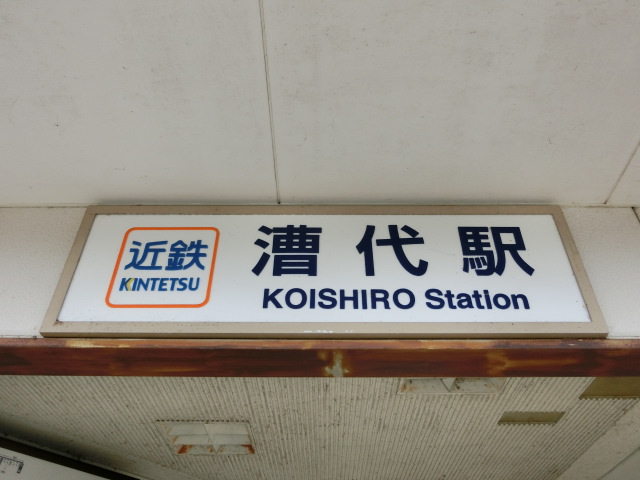 近鉄
KINTETSU
漕代駅
KOISHIRO Station